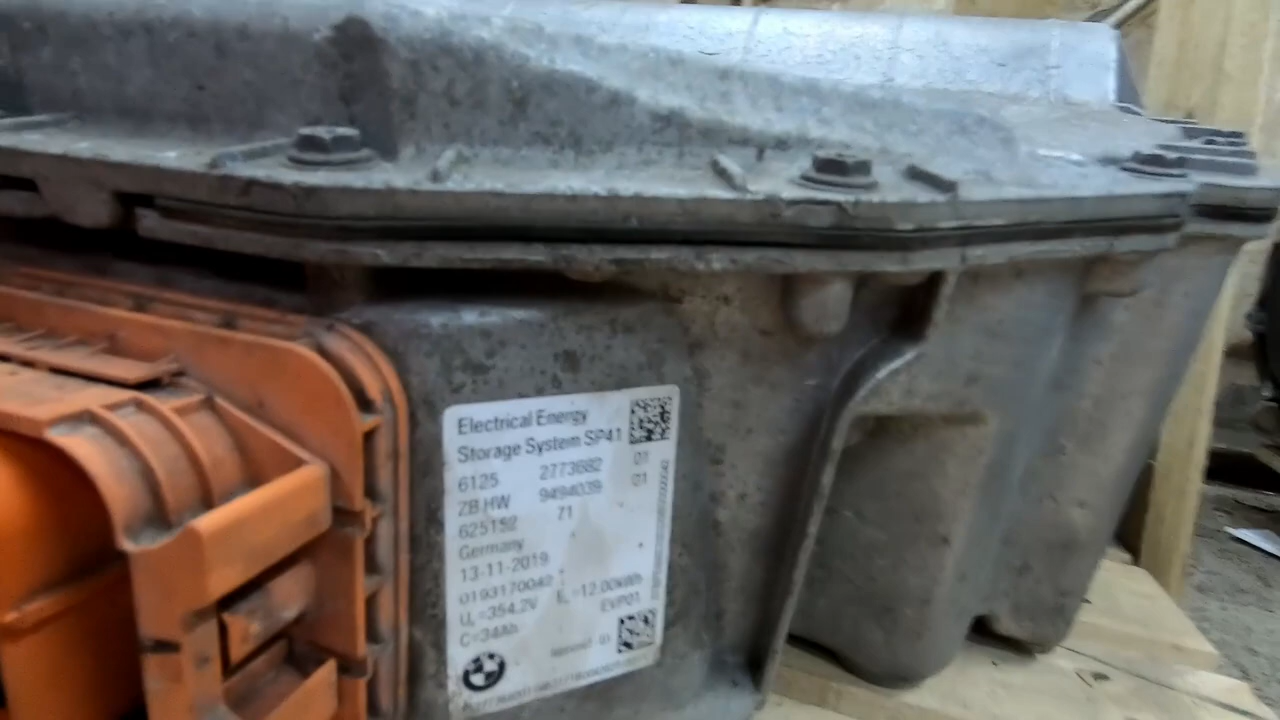 Electrical Energy
Storage System SP41
6125 2773682 01
ZB HW 9494039 01
625152 71
Germany
13-11-2019
0193170042
U =354.2V E =12.00kWh
C=34Ah EVP01